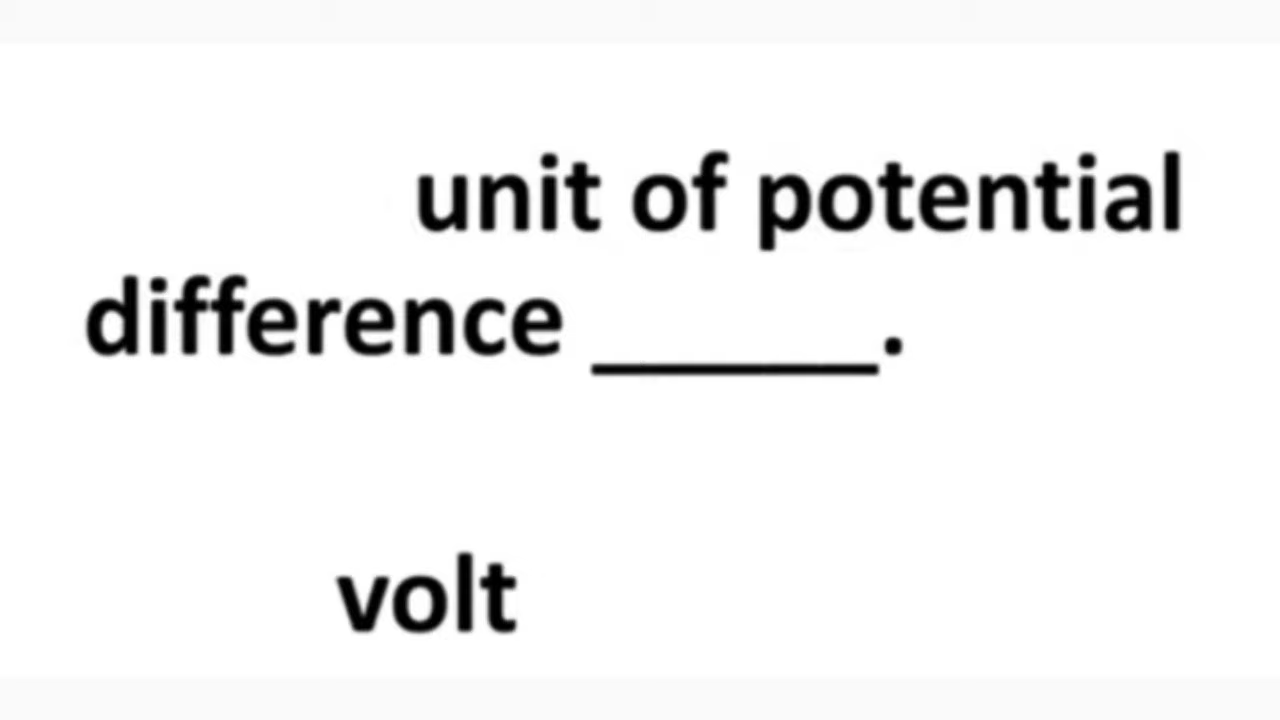 unit of potential
difference ______.
volt